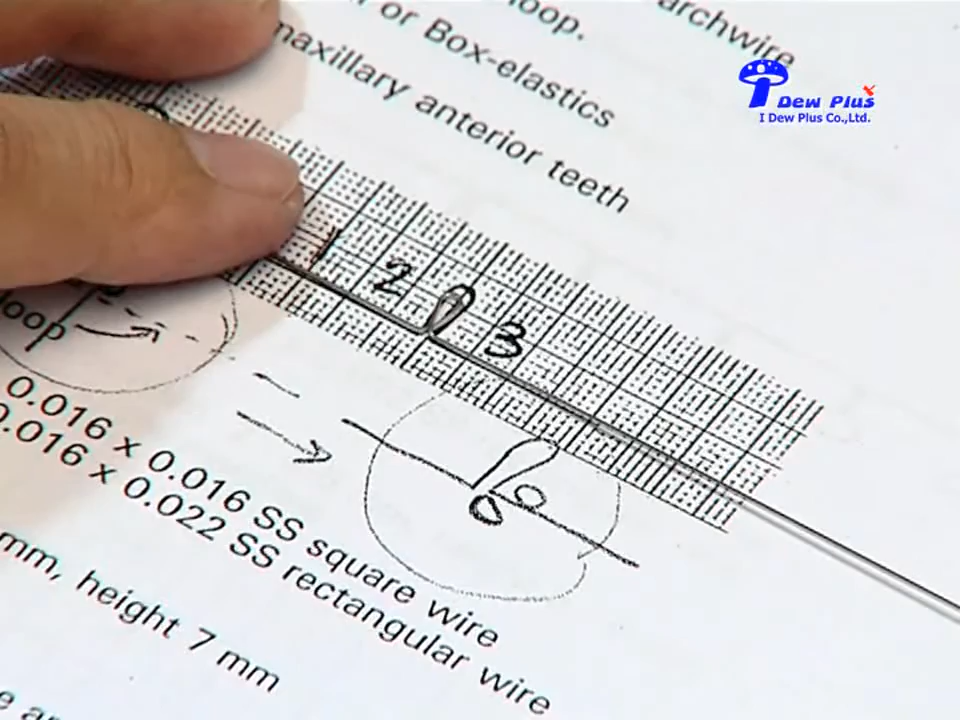 loop.
archwire
or Box-elastics
maxillary anterior teeth
I Dew Plus
I Dew Plus Co.,Ltd.
1 2 3
loop
0.016 x 0.016 SS square wire
0.016 x 0.022 SS rectangular wire
mm, height 7 mm